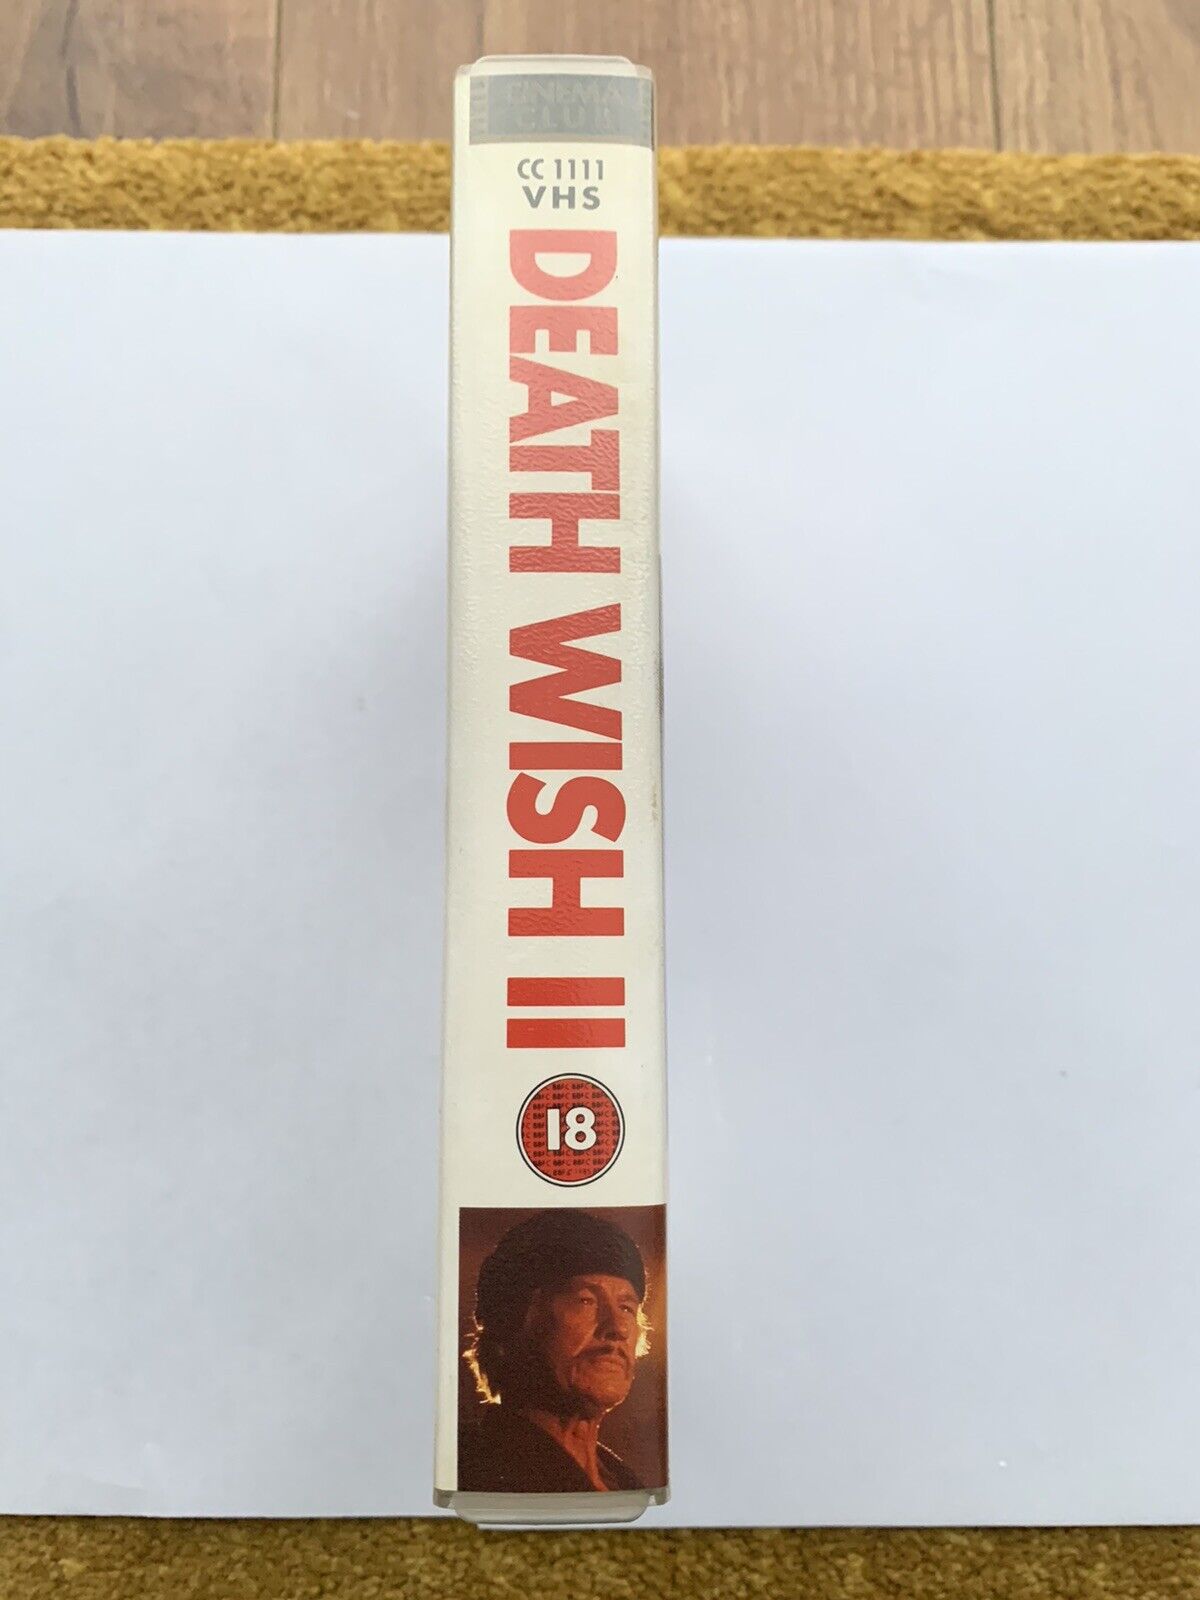 CINEMA
CLUB
CC 1111
VHS
DEATH WISH II
18